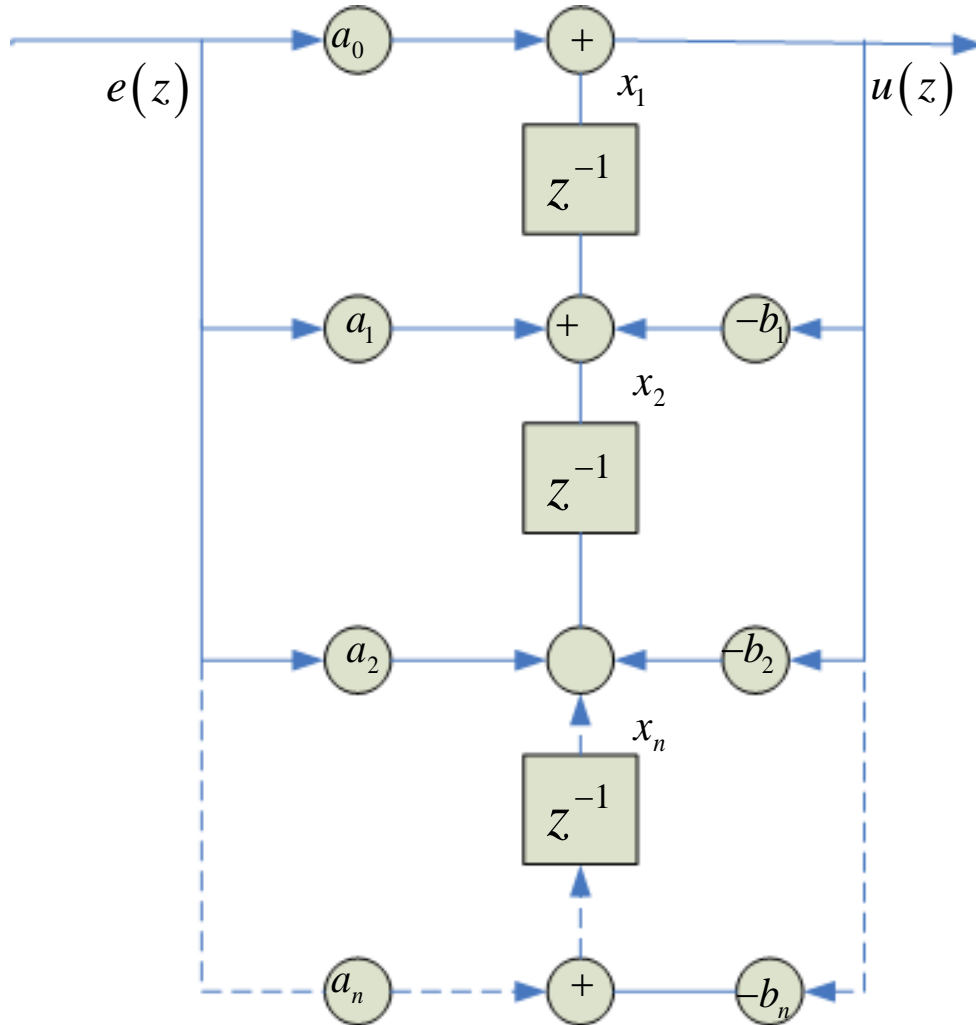 a₀ +
e(z) x₁ u(z)
z⁻¹
a₁ + −b₁
x₂
z⁻¹
a₂ −b₂
xₙ
z⁻¹
aₙ + −bₙ